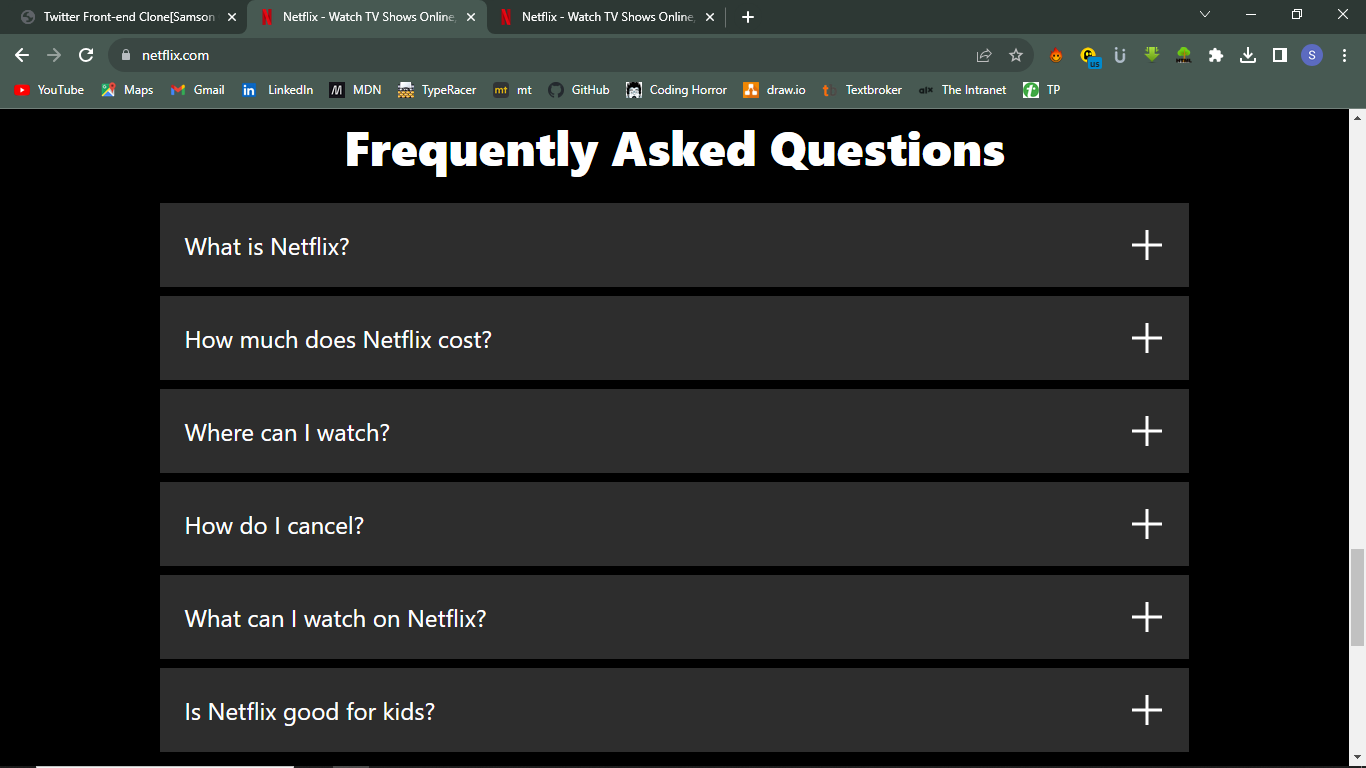 Twitter Front-end Clone[Samson
Netflix - Watch TV Shows Online,
Netflix - Watch TV Shows Online,
netflix.com
S
us
YouTube
Maps
Gmail
LinkedIn
MDN
TypeRacer
mt mt
GitHub
Coding Horror
draw.io
Textbroker
alx The Intranet
TP
Frequently Asked Questions
What is Netflix?
How much does Netflix cost?
Where can I watch?
How do I cancel?
What can I watch on Netflix?
Is Netflix good for kids?